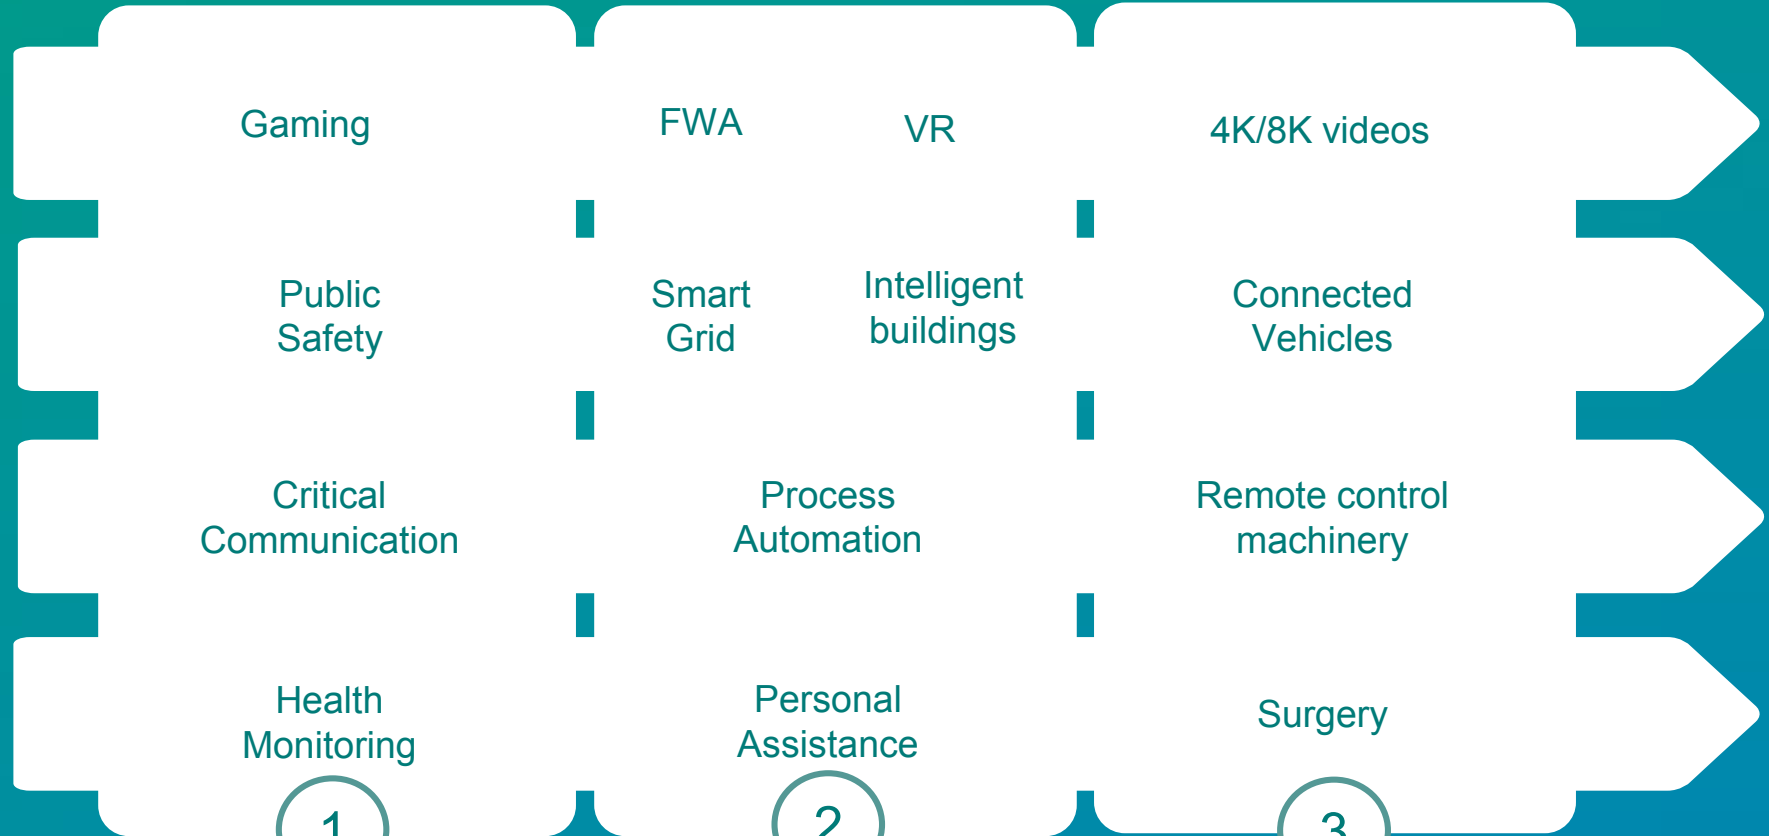 Gaming
FWA
VR
4K/8K videos
Public
Safety
Smart
Grid
Intelligent
buildings
Connected
Vehicles
Critical
Communication
Process
Automation
Remote control
machinery
Health
Monitoring
Personal
Assistance
Surgery
1
2
3